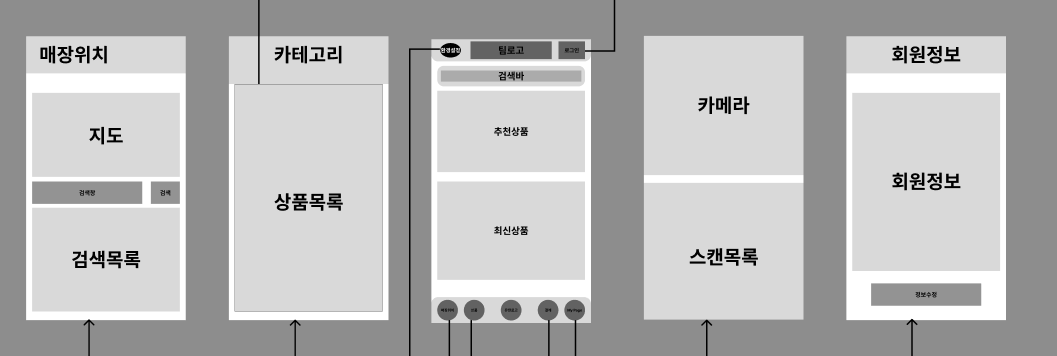 매장위치
지도
검색창
검색
검색목록
카테고리
상품목록
환경설정
팀로고
로그인
검색바
추천상품
최신상품
My Page
카메라
스캔목록
회원정보
회원정보
정보수정